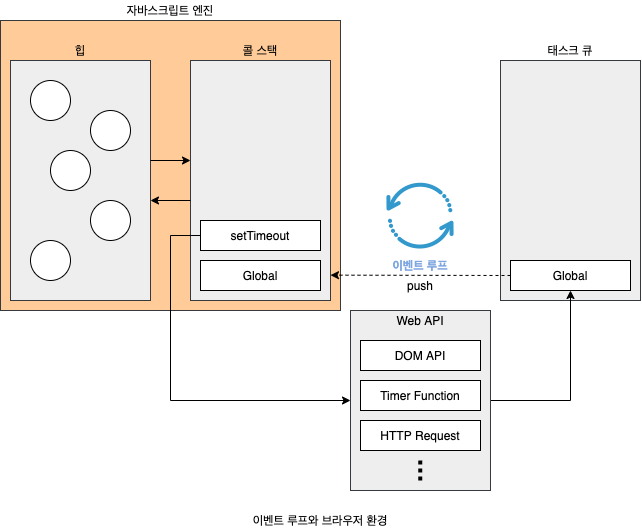 자바스크립트 엔진
힙
콜 스택
태스크 큐
setTimeout
Global
이벤트 루프
push
Global
Web API
DOM API
Timer Function
HTTP Request
이벤트 루프와 브라우저 환경